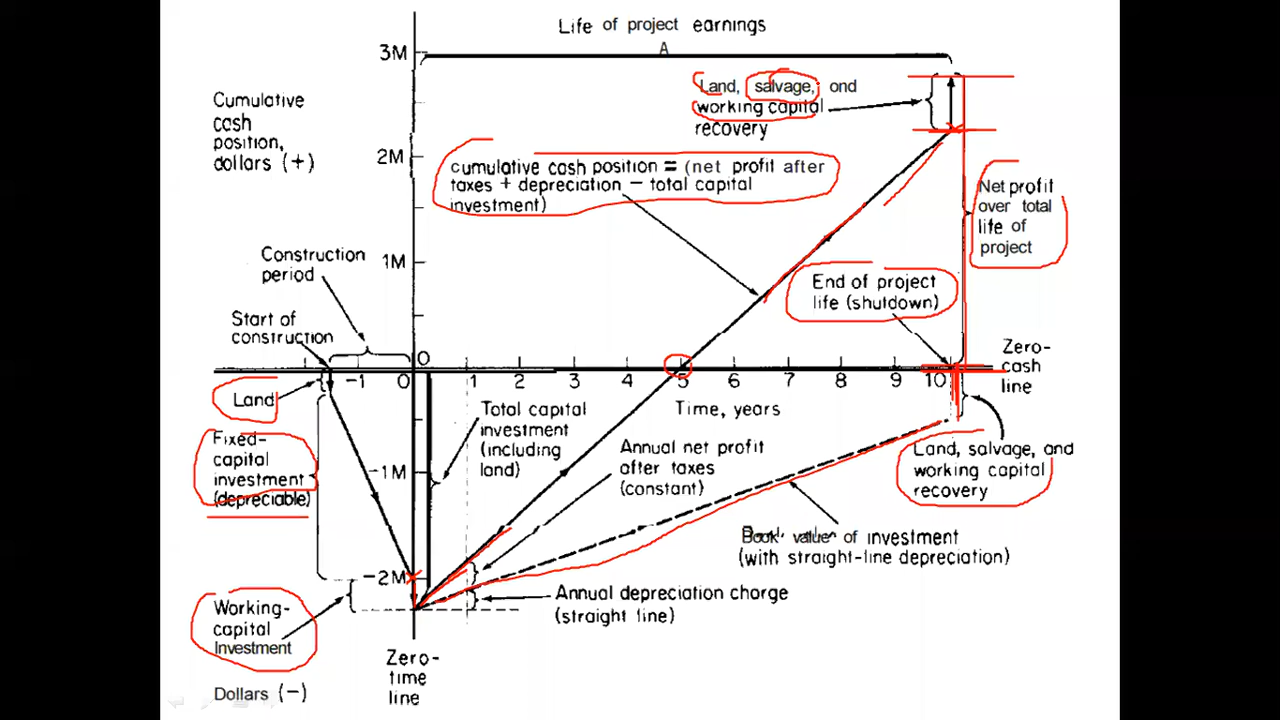 Life of project earnings
A
3M
Land, salvage, and
working capital
recovery
Cumulative
cash
position,
dollars (+)
2M
Cumulative cash position = (net profit after
taxes + depreciation − total capital
investment)
Net profit
over total
life of
project
Construction
period
1M
End of project
life (shutdown)
Start of
construction
0
Zero-
cash
line
-1 0 1 2 3 4 5 6 7 8 9 10
Time, years
Land
Total capital
investment
(including
land)
Annual net profit
after taxes
(constant)
Land, salvage, and
working capital
recovery
Fixed-
capital
investment
(depreciable)
-1M
Book value of investment
(with straight-line depreciation)
-2M
Annual depreciation charge
(straight line)
Working-
capital
Investment
Zero-
time
line
Dollars (−)